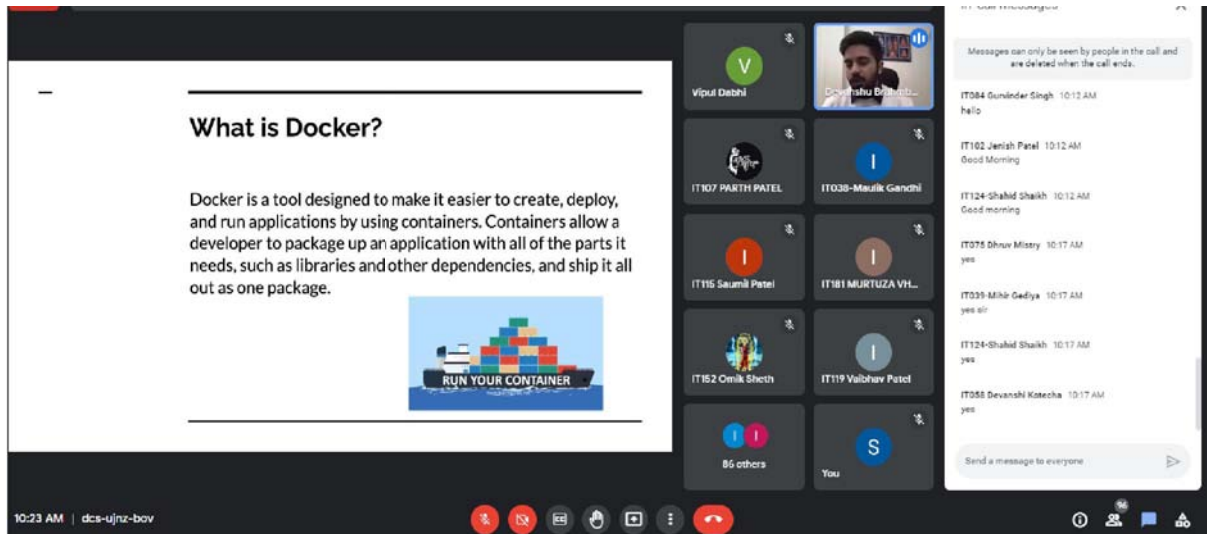 What is Docker?
Docker is a tool designed to make it easier to create, deploy,
and run applications by using containers. Containers allow a
developer to package up an application with all of the parts it
needs, such as libraries and other dependencies, and ship it all
out as one package.
RUN YOUR CONTAINER
V
Vipul Dabhi
Devanshu
IT107 PARTH PATEL
I
IT038-Maulik Gandhi
I
IT115 Saumil Patel
I
IT181 MURTUZA VH...
IT152 Omik Sheth
I
IT119 Vaibhav Patel
I I
86 others
S
You
Messages can only be seen by people in the call and
are deleted when the call ends.
IT084 Gurvinder Singh 10:12 AM
hello
IT102 Jenish Patel 10:12 AM
Good Morning
IT124-Shahid Shaikh 10:12 AM
Good morning
IT075 Dhruv Mistry 10:17 AM
yes
IT039-Mihir Gediya 10:17 AM
yes sir
IT124-Shahid Shaikh 10:17 AM
yes
IT058 Devanshi Kotecha 10:17 AM
yes
Send a message to everyone
10:23 AM | dcs-ujnz-bov
96